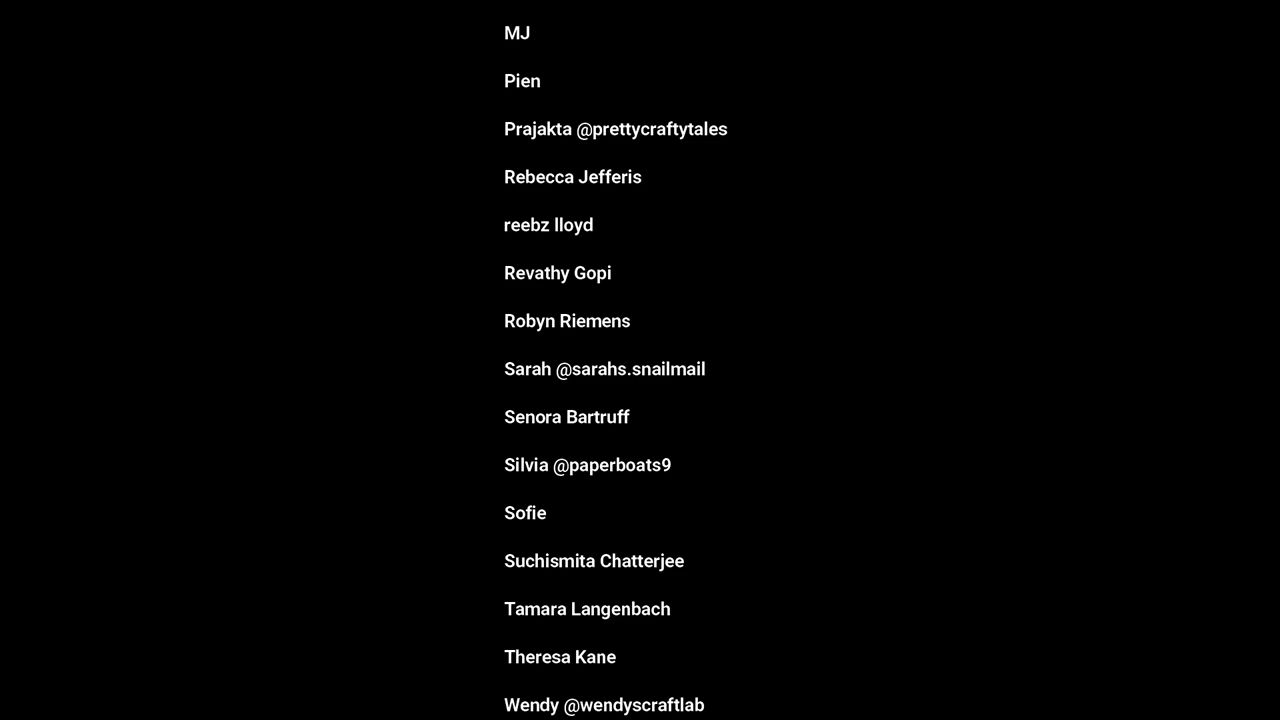 MJ
Pien
Prajakta @prettycraftytales
Rebecca Jefferis
reebz lloyd
Revathy Gopi
Robyn Riemens
Sarah @sarahs.snailmail
Senora Bartruff
Silvia @paperboats9
Sofie
Suchismita Chatterjee
Tamara Langenbach
Theresa Kane
Wendy @wendyscraftlab